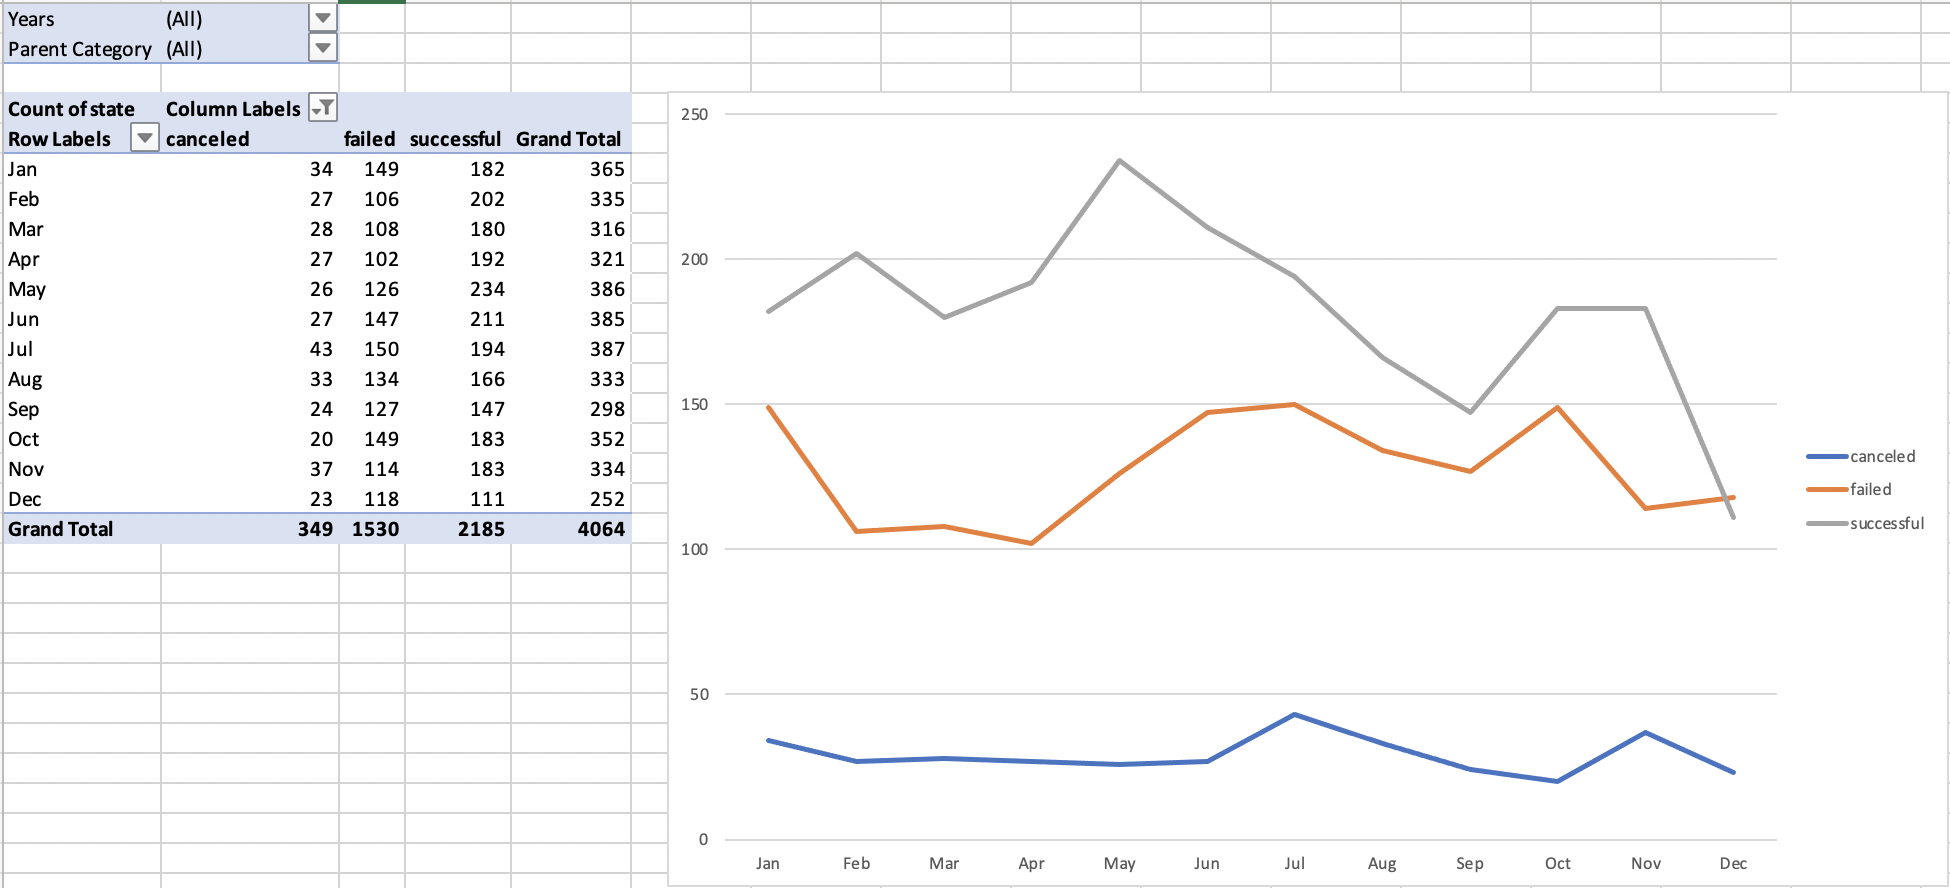 Years (All)
Parent Category (All)
Count of state Column Labels
Row Labels canceled failed successful Grand Total
Jan 34 149 182 365
Feb 27 106 202 335
Mar 28 108 180 316
Apr 27 102 192 321
May 26 126 234 386
Jun 27 147 211 385
Jul 43 150 194 387
Aug 33 134 166 333
Sep 24 127 147 298
Oct 20 149 183 352
Nov 37 114 183 334
Dec 23 118 111 252
Grand Total 349 1530 2185 4064
250
200
150
100
50
0
Jan Feb Mar Apr May Jun Jul Aug Sep Oct Nov Dec
canceled
failed
successful